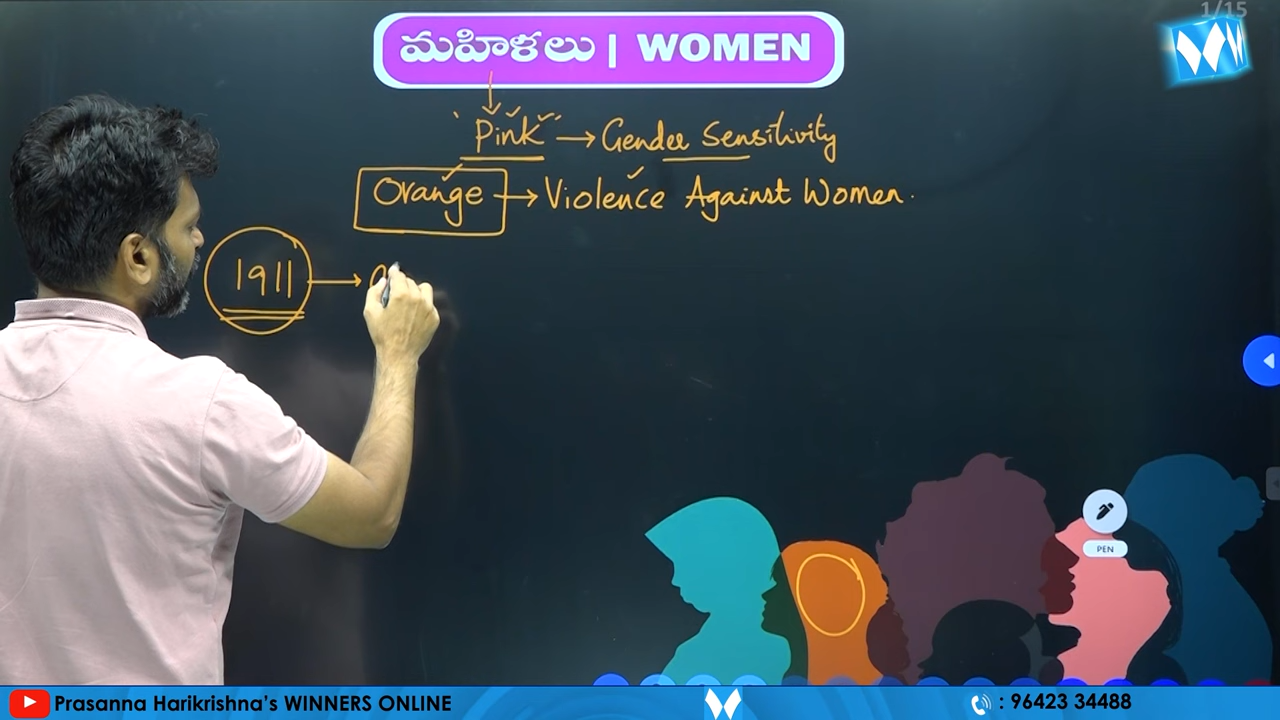 1/15
మహిళలు | WOMEN
'Pink" → Gender Sensitivity
Orange → Violence Against Women.
1911 →
PEN
Prasanna Harikrishna's WINNERS ONLINE
: 96423 34488